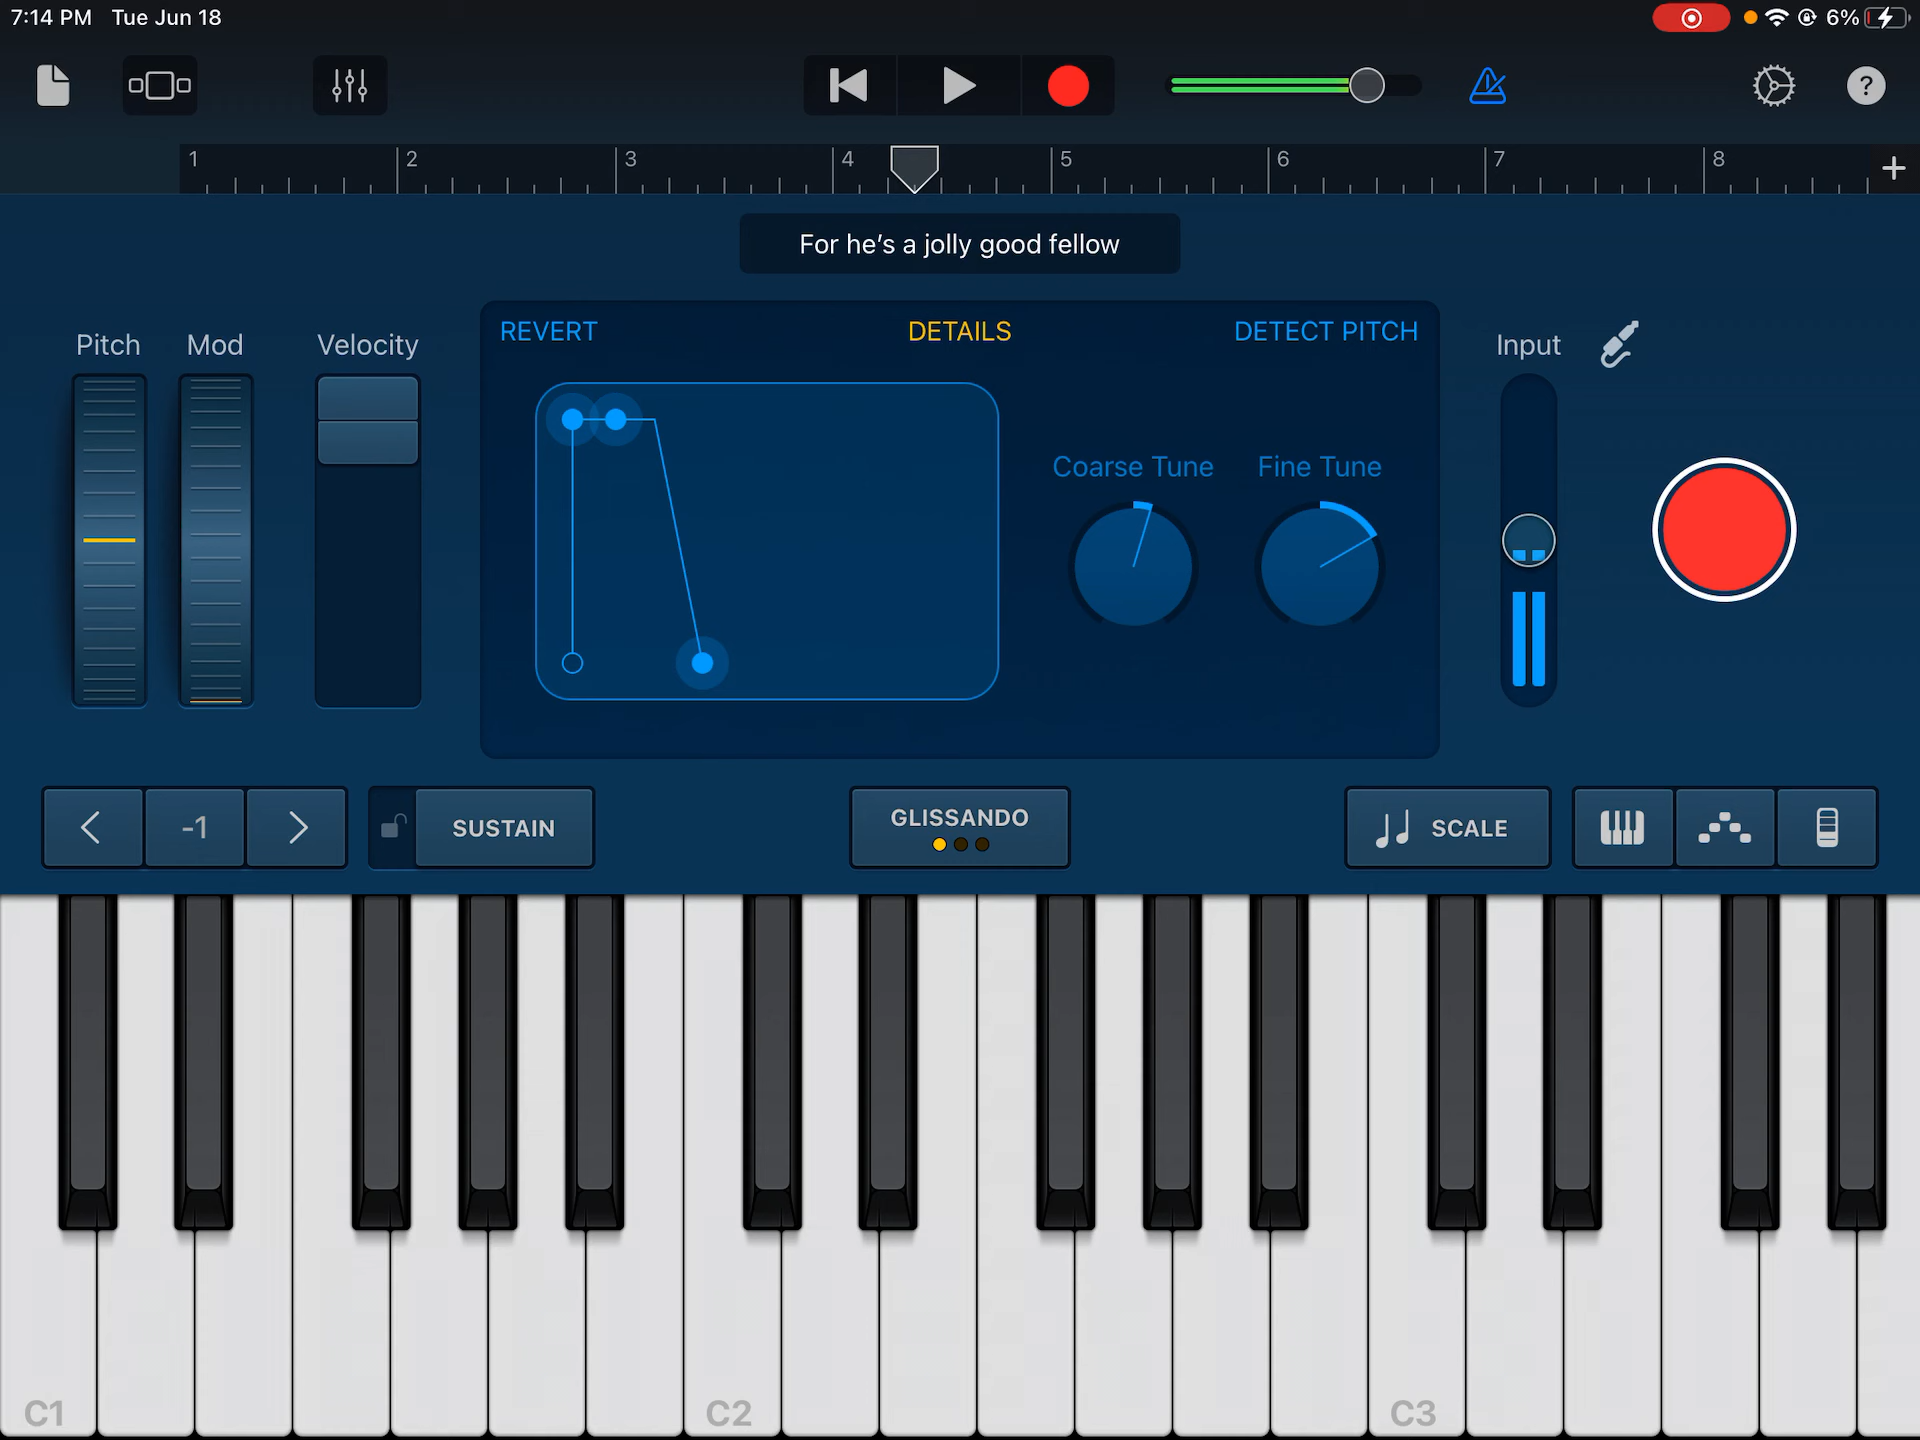 7:14 PM Tue Jun 18
6%
?
1 2 3 4 5 6 7 8
For he's a jolly good fellow
REVERT DETAILS DETECT PITCH
Pitch Mod Velocity
Input
Coarse Tune Fine Tune
-1
SUSTAIN
GLISSANDO
SCALE
C1 C2 C3